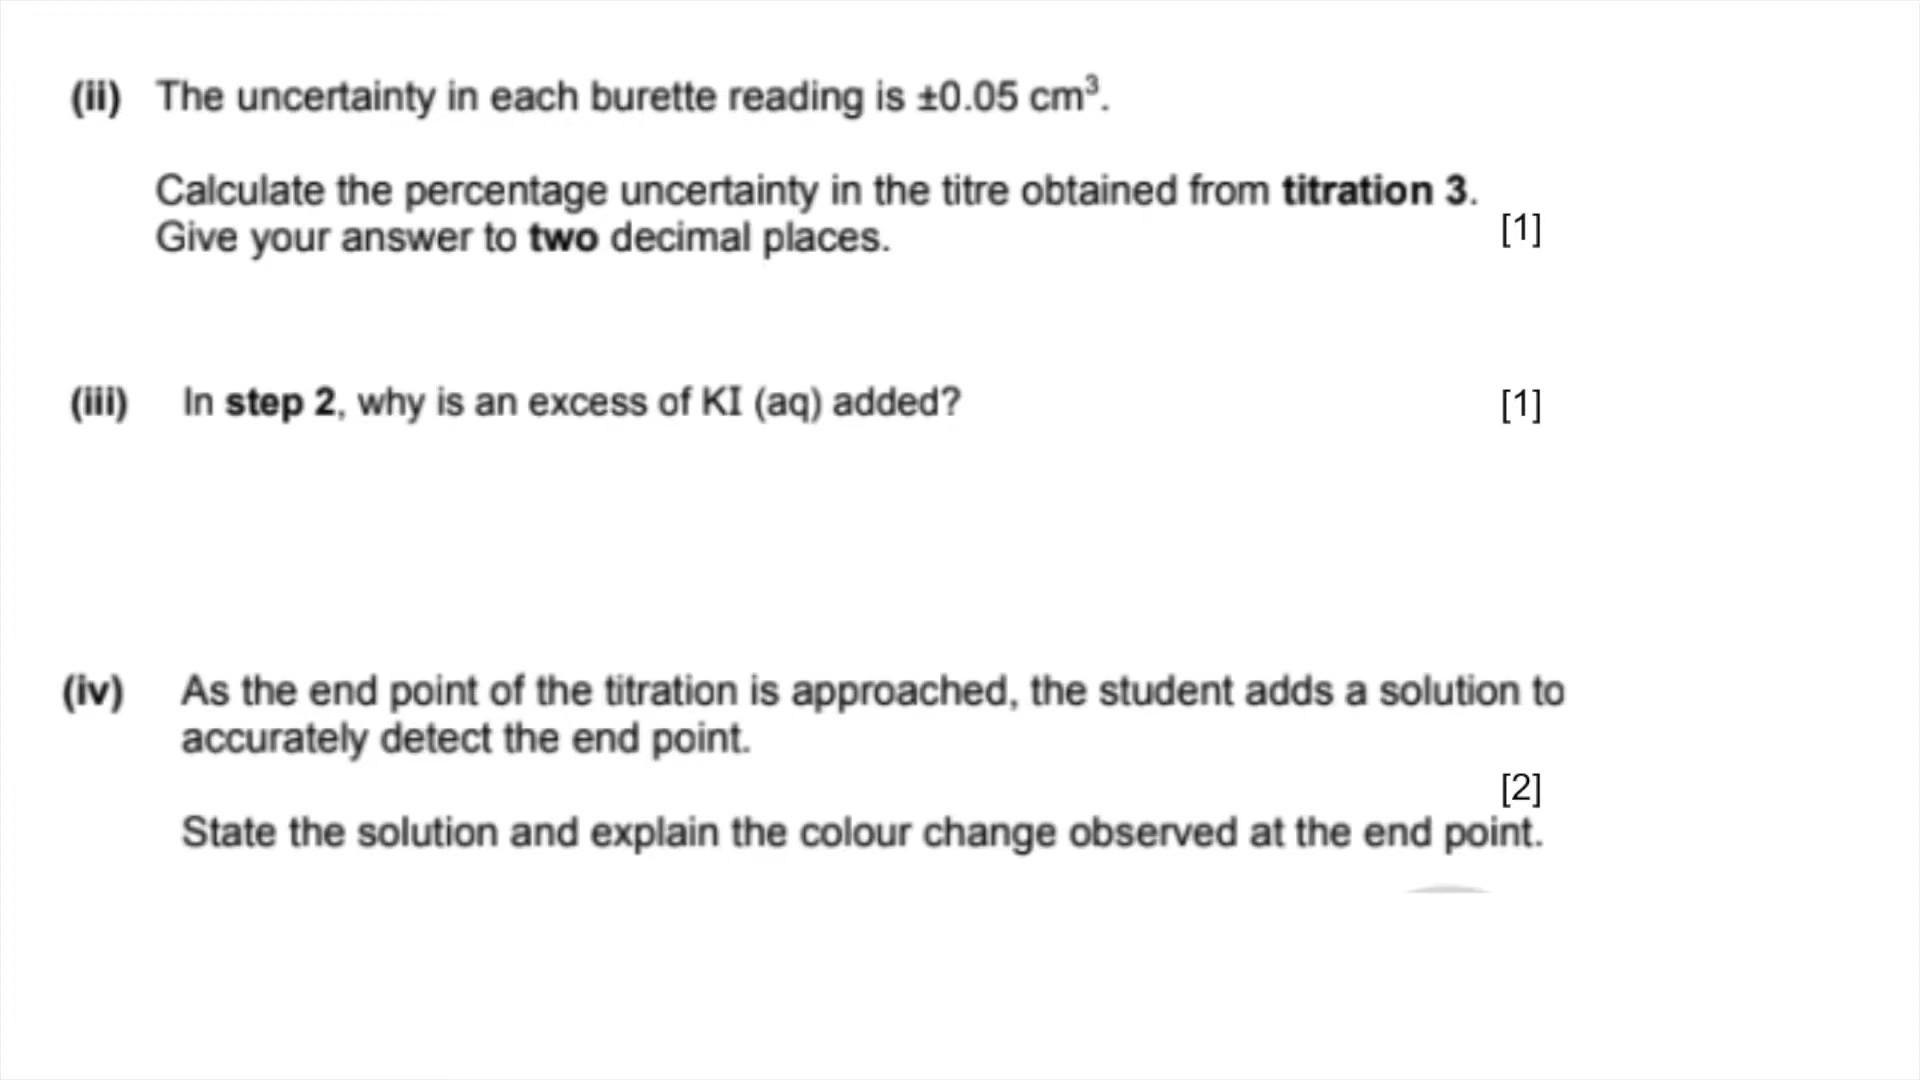 (ii) The uncertainty in each burette reading is ±0.05 cm³.
Calculate the percentage uncertainty in the titre obtained from titration 3.
Give your answer to two decimal places.
[1]
(iii) In step 2, why is an excess of KI (aq) added? [1]
(iv) As the end point of the titration is approached, the student adds a solution to
accurately detect the end point.
[2]
State the solution and explain the colour change observed at the end point.